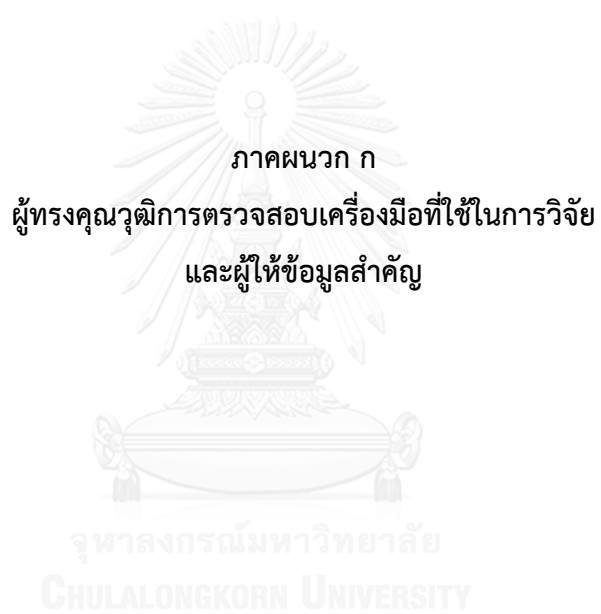 ภาคผนวก ก
ผู้ทรงคุณวุฒิการตรวจสอบเครื่องมือที่ใช้ในการวิจัย
และผู้ให้ข้อมูลสำคัญ
จุฬาลงกรณ์มหาวิทยาลัย
CHULALONGKORN UNIVERSITY